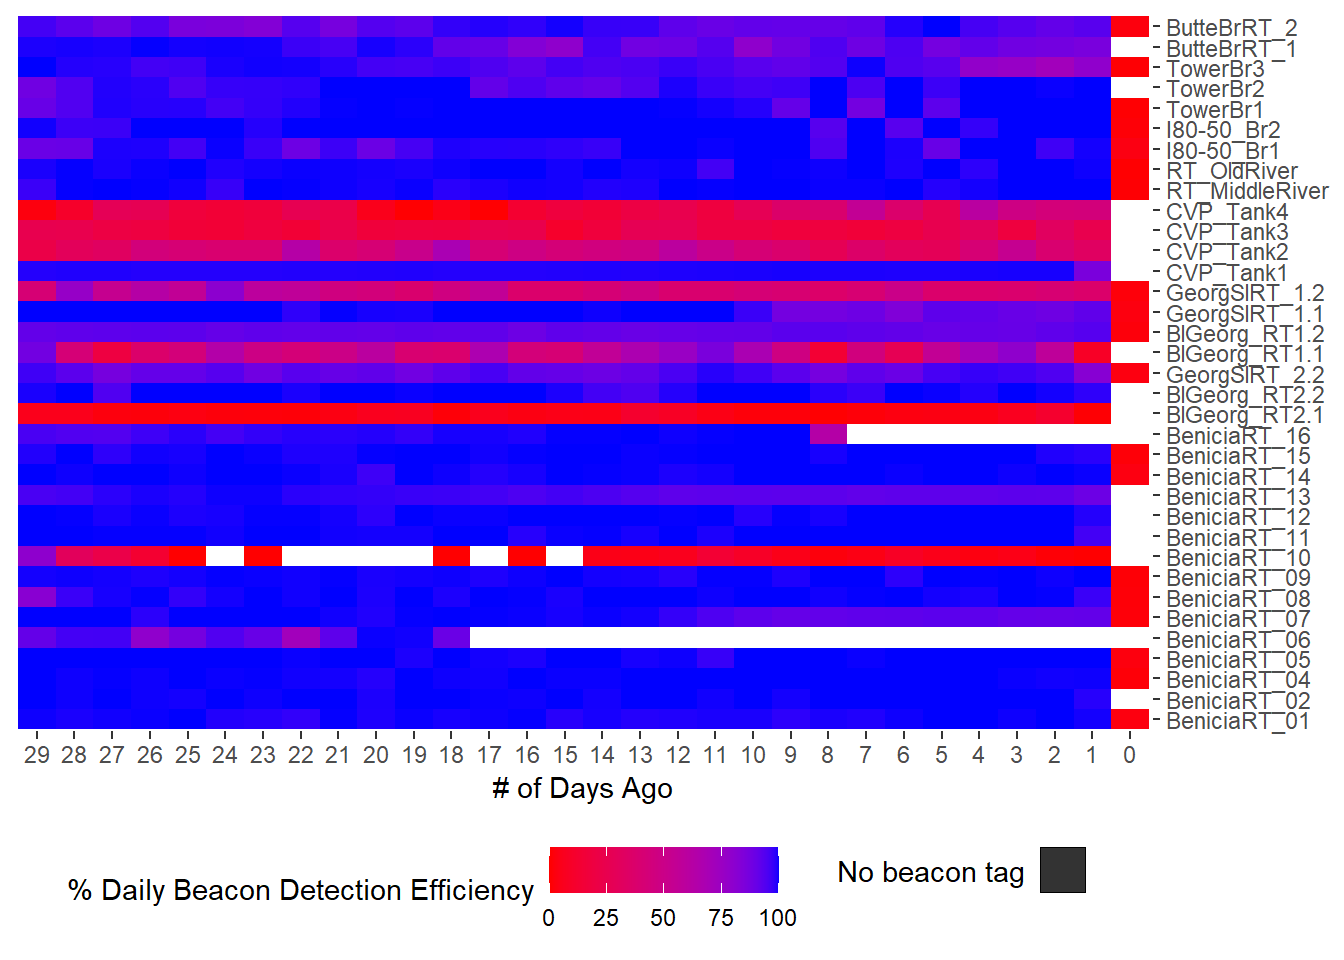 ButteBrRT_2
ButteBrRT_1
TowerBr3
TowerBr2
TowerBr1
I80-50_Br2
I80-50_Br1
RT_OldRiver
RT_MiddleRiver
CVP_Tank4
CVP_Tank3
CVP_Tank2
CVP_Tank1
GeorgSlRT_1.2
GeorgSlRT_1.1
BlGeorg_RT1.2
BlGeorg_RT1.1
GeorgSlRT_2.2
BlGeorg_RT2.2
BlGeorg_RT2.1
BeniciaRT_16
BeniciaRT_15
BeniciaRT_14
BeniciaRT_13
BeniciaRT_12
BeniciaRT_11
BeniciaRT_10
BeniciaRT_09
BeniciaRT_08
BeniciaRT_07
BeniciaRT_06
BeniciaRT_05
BeniciaRT_04
BeniciaRT_02
BeniciaRT_01
29 28 27 26 25 24 23 22 21 20 19 18 17 16 15 14 13 12 11 10 9 8 7 6 5 4 3 2 1 0
# of Days Ago
% Daily Beacon Detection Efficiency
0 25 50 75 100
No beacon tag